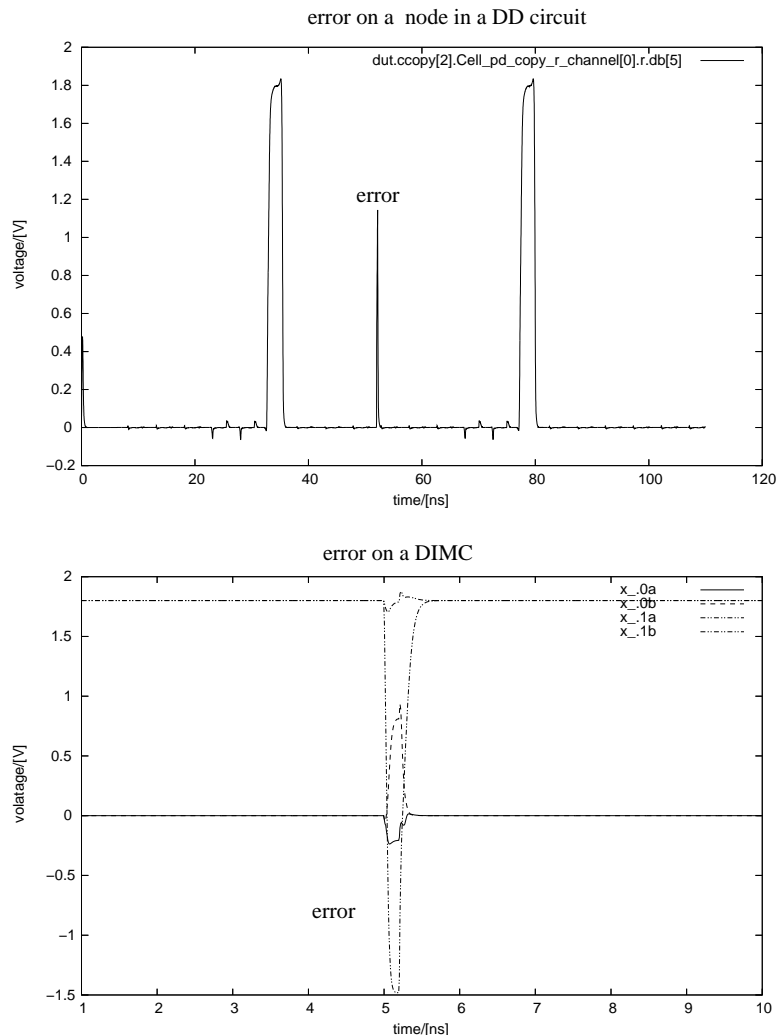 error on a node in a DD circuit
2
dut.ccopy[2].Cell_pd_copy_r_channel[0].r.db[5]
1.8
1.6
1.4
1.2
error
1
0.8
0.6
0.4
0.2
0
−0.2
voltage/[V]
0 20 40 60 80 100 120
time/[ns]
error on a DIMC
2
x_.0a
x_.0b
x_.1a
x_.1b
1.5
1
0.5
0
−0.5
error
−1
−1.5
volatage/[V]
1 2 3 4 5 6 7 8 9 10
time/[ns]